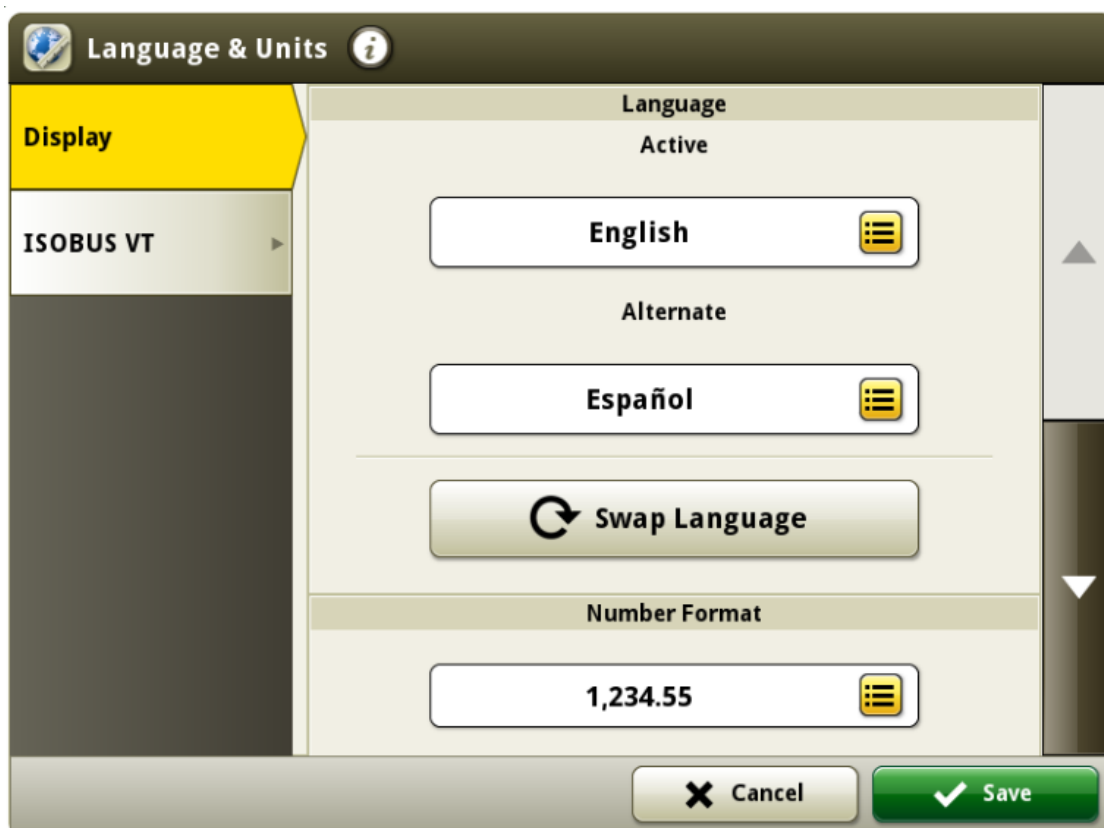 Language & Units
Display
ISOBUS VT
Language
Active
English
Alternate
Español
Swap Language
Number Format
1,234.55
Cancel
Save